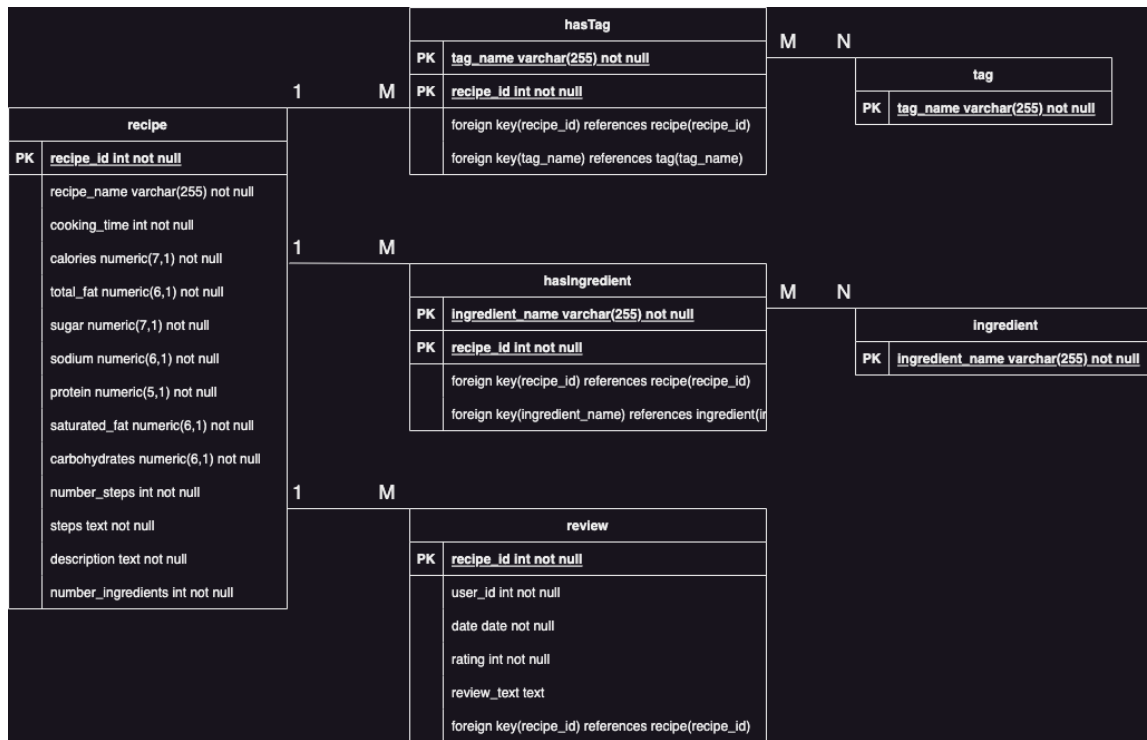 hasTag
PK tag_name varchar(255) not null
PK recipe_id int not null
foreign key(recipe_id) references recipe(recipe_id)
foreign key(tag_name) references tag(tag_name)
M N
tag
PK tag_name varchar(255) not null
1 M
recipe
PK recipe_id int not null
recipe_name varchar(255) not null
cooking_time int not null
calories numeric(7,1) not null
total_fat numeric(6,1) not null
sugar numeric(7,1) not null
sodium numeric(6,1) not null
protein numeric(5,1) not null
saturated_fat numeric(6,1) not null
carbohydrates numeric(6,1) not null
number_steps int not null
steps text not null
description text not null
number_ingredients int not null
1 M
hasIngredient
PK ingredient_name varchar(255) not null
PK recipe_id int not null
foreign key(recipe_id) references recipe(recipe_id)
foreign key(ingredient_name) references ingredient(in
M N
ingredient
PK ingredient_name varchar(255) not null
1 M
review
PK recipe_id int not null
user_id int not null
date date not null
rating int not null
review_text text
foreign key(recipe_id) references recipe(recipe_id)